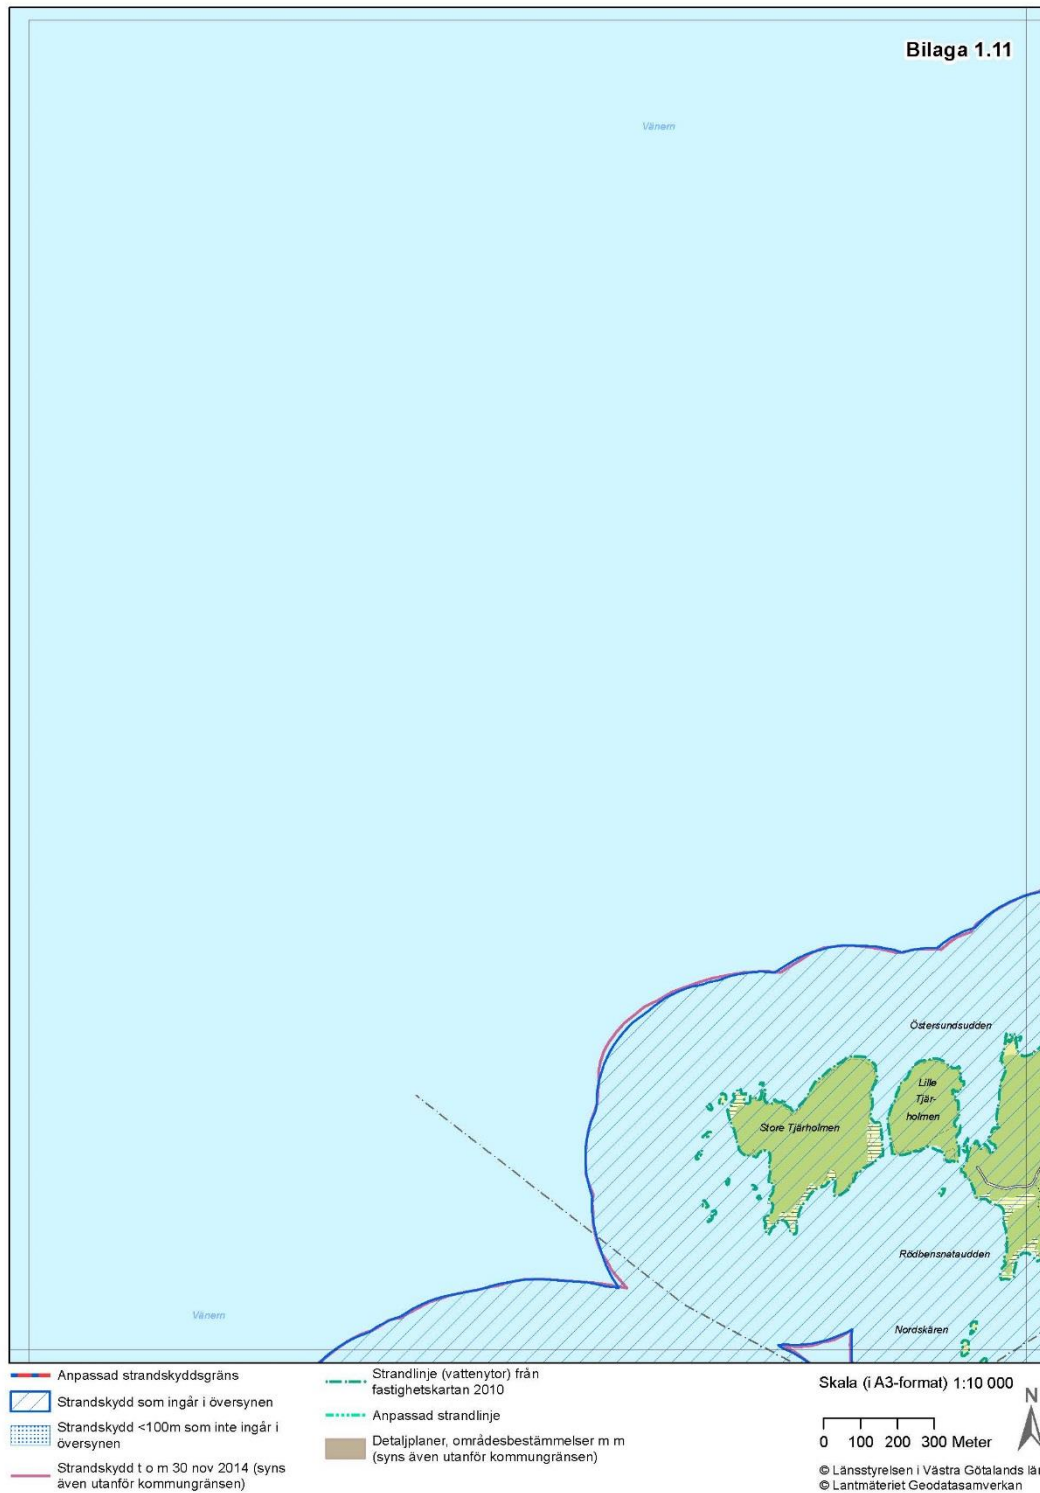 Bilaga 1.11
Vänern
Östersundsudden
Lille
Tjär-
holmen
Store Tjärholmen
Rödbensnataudden
Vänern
Nordskären
Anpassad strandskyddsgräns
Strandskydd som ingår i översynen
Strandskydd <100m som inte ingår i
översynen
Strandskydd t o m 30 nov 2014 (syns
även utanför kommungränsen)
Strandlinje (vattenytor) från
fastighetskartan 2010
Anpassad strandlinje
Detaljplaner, områdesbestämmelser m m
(syns även utanför kommungränsen)
Skala (i A3-format) 1:10 000
N
0 100 200 300 Meter
© Länsstyrelsen i Västra Götalands län
© Lantmäteriet Geodatasamverkan